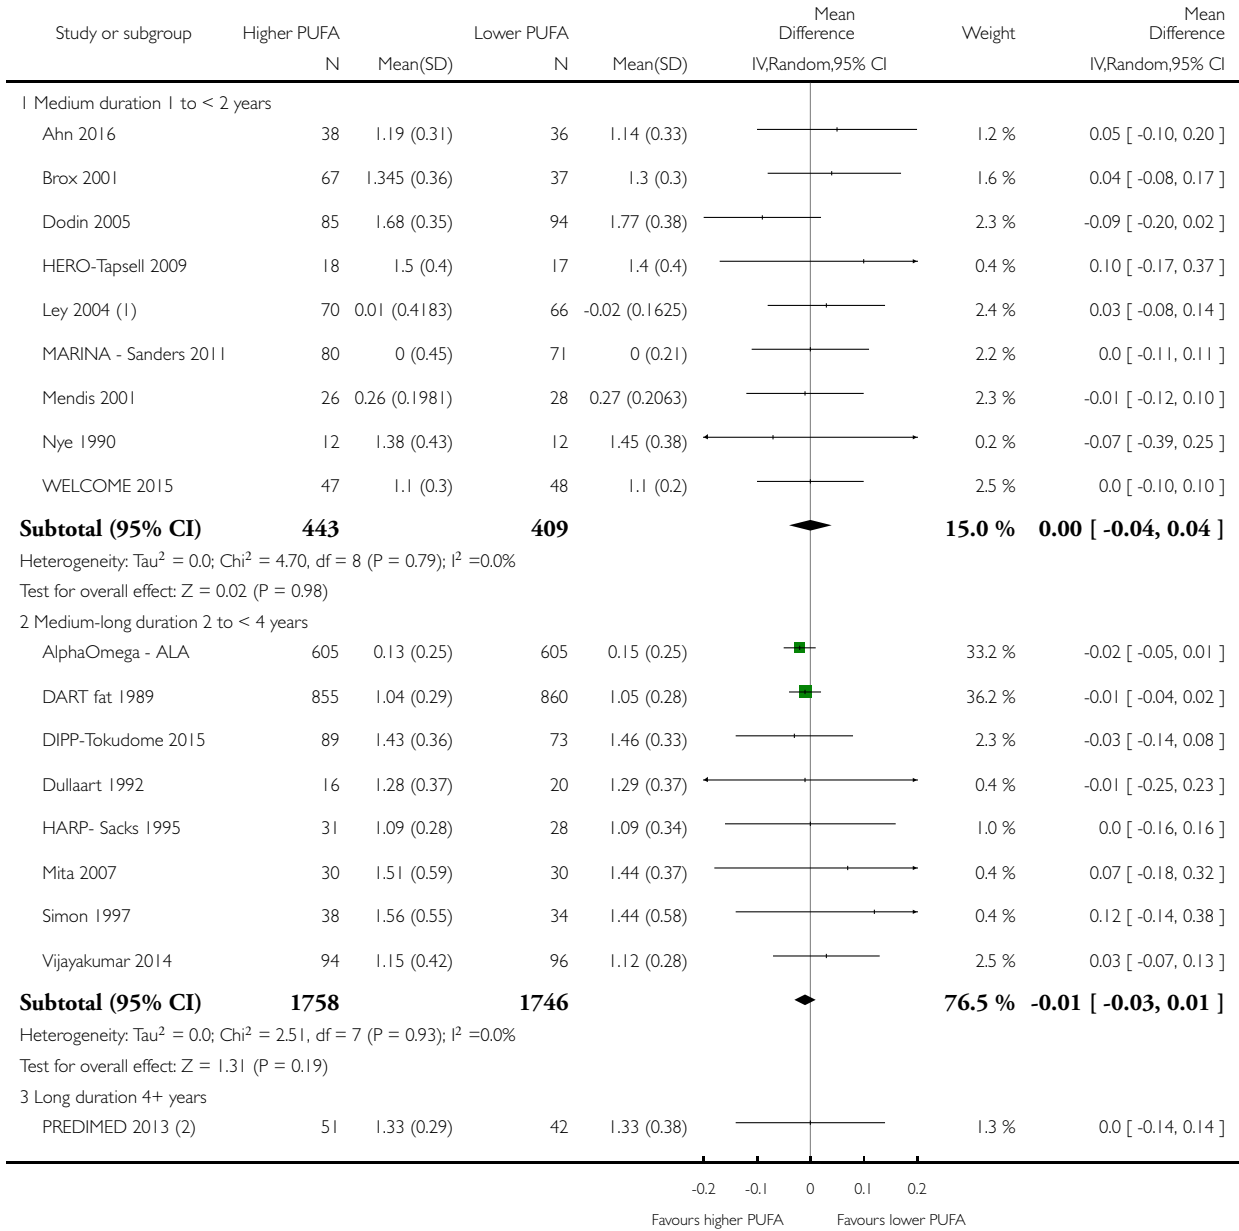 Study or subgroup Higher PUFA Lower PUFA Mean Difference Weight Mean Difference
N Mean(SD) N Mean(SD) IV,Random,95% CI IV,Random,95% CI
1 Medium duration 1 to < 2 years
Ahn 2016 38 1.19 (0.31) 36 1.14 (0.33) 1.2 % 0.05 [ -0.10, 0.20 ]
Brox 2001 67 1.345 (0.36) 37 1.3 (0.3) 1.6 % 0.04 [ -0.08, 0.17 ]
Dodin 2005 85 1.68 (0.35) 94 1.77 (0.38) 2.3 % -0.09 [ -0.20, 0.02 ]
HERO-Tapsell 2009 18 1.5 (0.4) 17 1.4 (0.4) 0.4 % 0.10 [ -0.17, 0.37 ]
Ley 2004 (1) 70 0.01 (0.4183) 66 -0.02 (0.1625) 2.4 % 0.03 [ -0.08, 0.14 ]
MARINA - Sanders 2011 80 0 (0.45) 71 0 (0.21) 2.2 % 0.0 [ -0.11, 0.11 ]
Mendis 2001 26 0.26 (0.1981) 28 0.27 (0.2063) 2.3 % -0.01 [ -0.12, 0.10 ]
Nye 1990 12 1.38 (0.43) 12 1.45 (0.38) 0.2 % -0.07 [ -0.39, 0.25 ]
WELCOME 2015 47 1.1 (0.3) 48 1.1 (0.2) 2.5 % 0.0 [ -0.10, 0.10 ]
Subtotal (95% CI) 443 409 15.0 % 0.00 [ -0.04, 0.04 ]
Heterogeneity: Tau² = 0.0; Chi² = 4.70, df = 8 (P = 0.79); I² =0.0%
Test for overall effect: Z = 0.02 (P = 0.98)
2 Medium-long duration 2 to < 4 years
AlphaOmega - ALA 605 0.13 (0.25) 605 0.15 (0.25) 33.2 % -0.02 [ -0.05, 0.01 ]
DART fat 1989 855 1.04 (0.29) 860 1.05 (0.28) 36.2 % -0.01 [ -0.04, 0.02 ]
DIPP-Tokudome 2015 89 1.43 (0.36) 73 1.46 (0.33) 2.3 % -0.03 [ -0.14, 0.08 ]
Dullaart 1992 16 1.28 (0.37) 20 1.29 (0.37) 0.4 % -0.01 [ -0.25, 0.23 ]
HARP- Sacks 1995 31 1.09 (0.28) 28 1.09 (0.34) 1.0 % 0.0 [ -0.16, 0.16 ]
Mita 2007 30 1.51 (0.59) 30 1.44 (0.37) 0.4 % 0.07 [ -0.18, 0.32 ]
Simon 1997 38 1.56 (0.55) 34 1.44 (0.58) 0.4 % 0.12 [ -0.14, 0.38 ]
Vijayakumar 2014 94 1.15 (0.42) 96 1.12 (0.28) 2.5 % 0.03 [ -0.07, 0.13 ]
Subtotal (95% CI) 1758 1746 76.5 % -0.01 [ -0.03, 0.01 ]
Heterogeneity: Tau² = 0.0; Chi² = 2.51, df = 7 (P = 0.93); I² =0.0%
Test for overall effect: Z = 1.31 (P = 0.19)
3 Long duration 4+ years
PREDIMED 2013 (2) 51 1.33 (0.29) 42 1.33 (0.38) 1.3 % 0.0 [ -0.14, 0.14 ]
-0.2 -0.1 0 0.1 0.2
Favours higher PUFA Favours lower PUFA